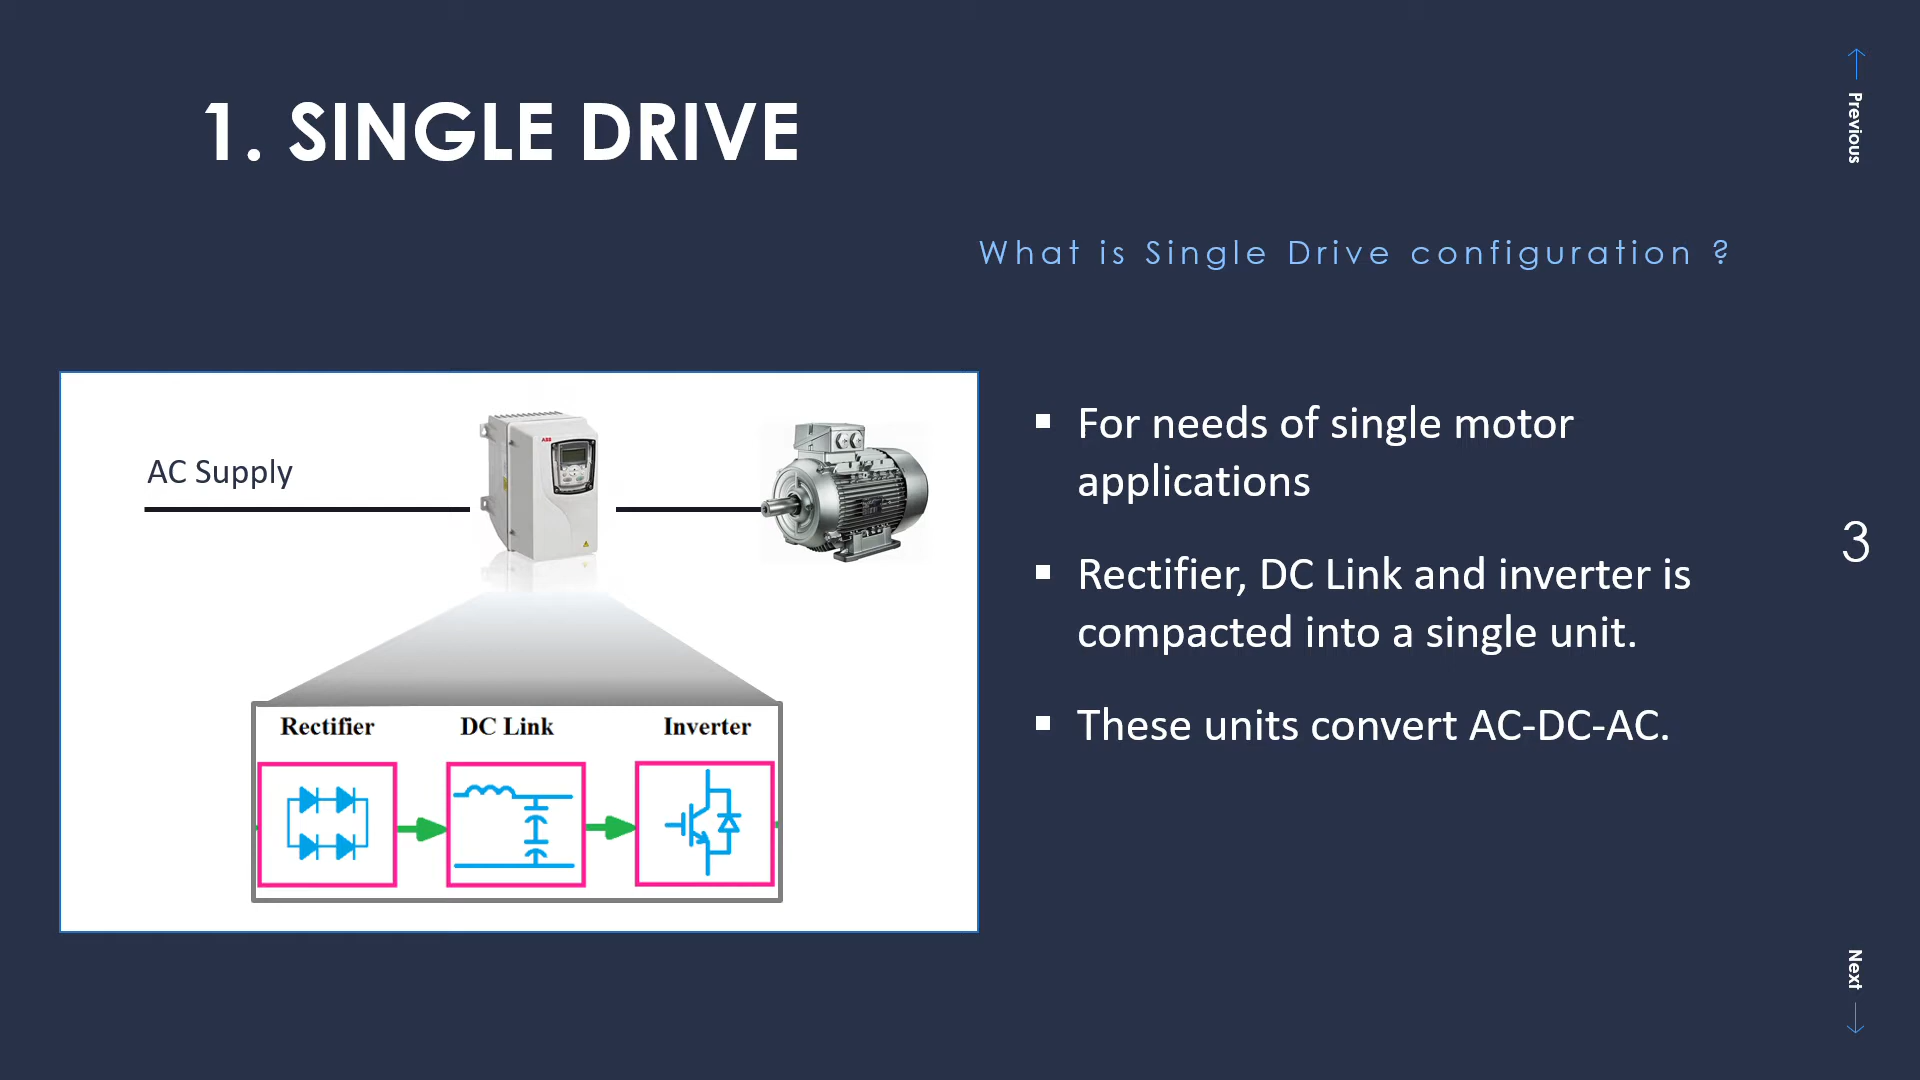 1. SINGLE DRIVE
Previous
What is Single Drive configuration ?
AC Supply
ABB
For needs of single motor
applications
Rectifier, DC Link and inverter is
compacted into a single unit.
These units convert AC-DC-AC.
3
Rectifier DC Link Inverter
Next